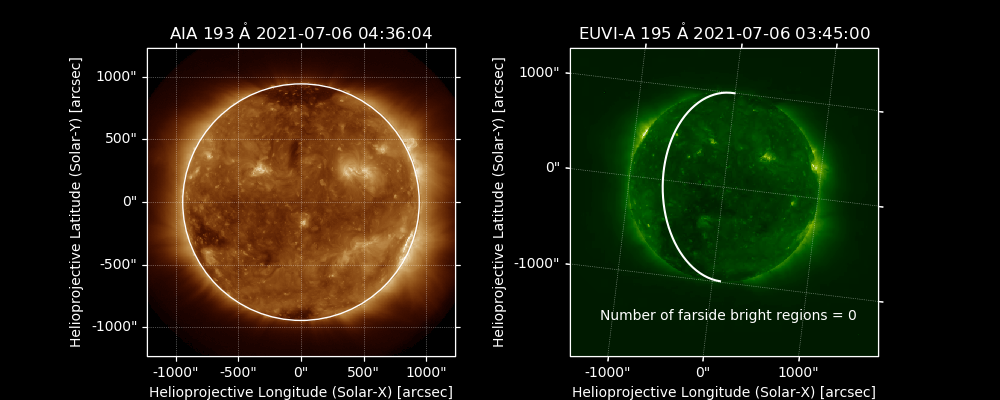 AIA 193 Å 2021-07-06 04:36:04
Helioprojective Latitude (Solar-Y) [arcsec]
1000"
500"
0"
-500"
-1000"
-1000" -500" 0" 500" 1000"
Helioprojective Longitude (Solar-X) [arcsec]
EUVI-A 195 Å 2021-07-06 03:45:00
Helioprojective Latitude (Solar-Y) [arcsec]
1000"
0"
-1000"
Number of farside bright regions = 0
-1000" 0" 1000"
Helioprojective Longitude (Solar-X) [arcsec]